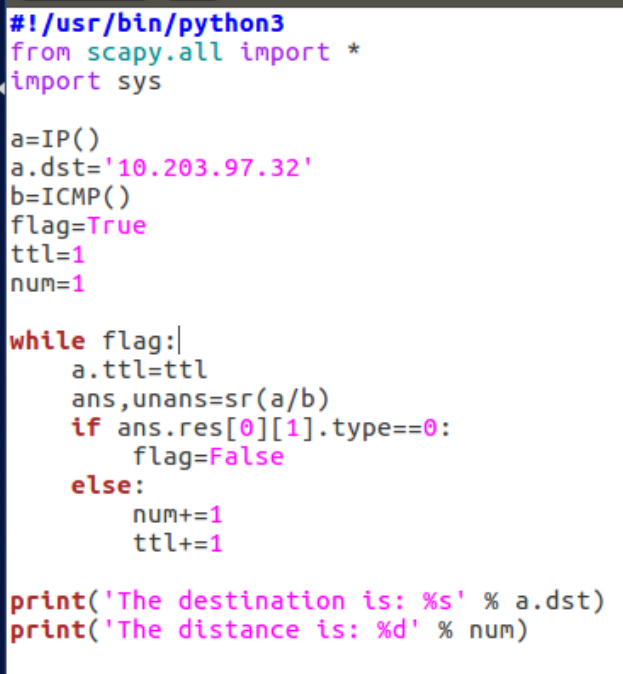 #!/usr/bin/python3
from scapy.all import *
import sys

a=IP()
a.dst='10.203.97.32'
b=ICMP()
flag=True
ttl=1
num=1

while flag:
    a.ttl=ttl
    ans,unans=sr(a/b)
    if ans.res[0][1].type==0:
        flag=False
    else:
        num+=1
        ttl+=1

print('The destination is: %s' % a.dst)
print('The distance is: %d' % num)